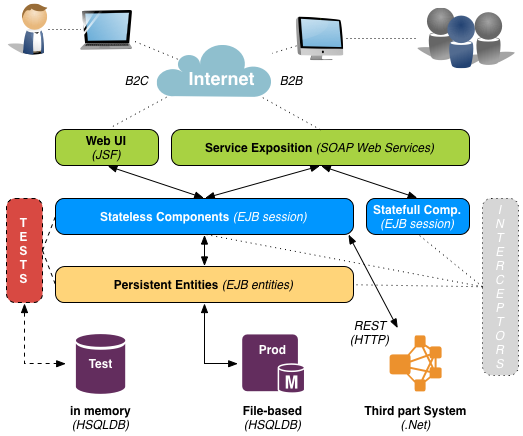 B2C
Internet
B2B
Web UI
(JSF)
Service Exposition (SOAP Web Services)
TESTS
Stateless Components (EJB session)
Statefull Comp.
(EJB session)
INTERCEPTORS
Persistent Entities (EJB entities)
REST
(HTTP)
Test
Prod
M
in memory
(HSQLDB)
File-based
(HSQLDB)
Third part System
(.Net)